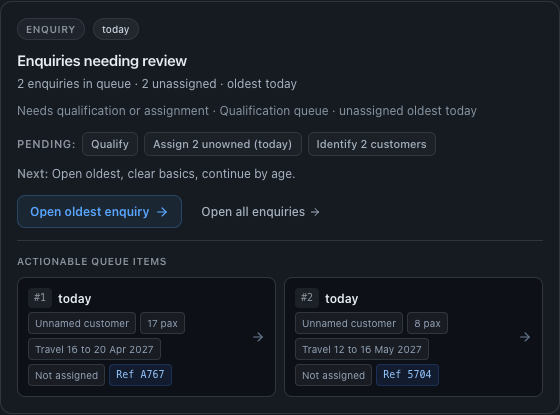 ENQUIRY today
Enquiries needing review
2 enquiries in queue · 2 unassigned · oldest today
Needs qualification or assignment · Qualification queue · unassigned oldest today
PENDING: Qualify Assign 2 unowned (today) Identify 2 customers
Next: Open oldest, clear basics, continue by age.
Open oldest enquiry → Open all enquiries →
ACTIONABLE QUEUE ITEMS
#1 today
Unnamed customer 17 pax
Travel 16 to 20 Apr 2027
Not assigned Ref A767
→
#2 today
Unnamed customer 8 pax
Travel 12 to 16 May 2027
Not assigned Ref 5704
→